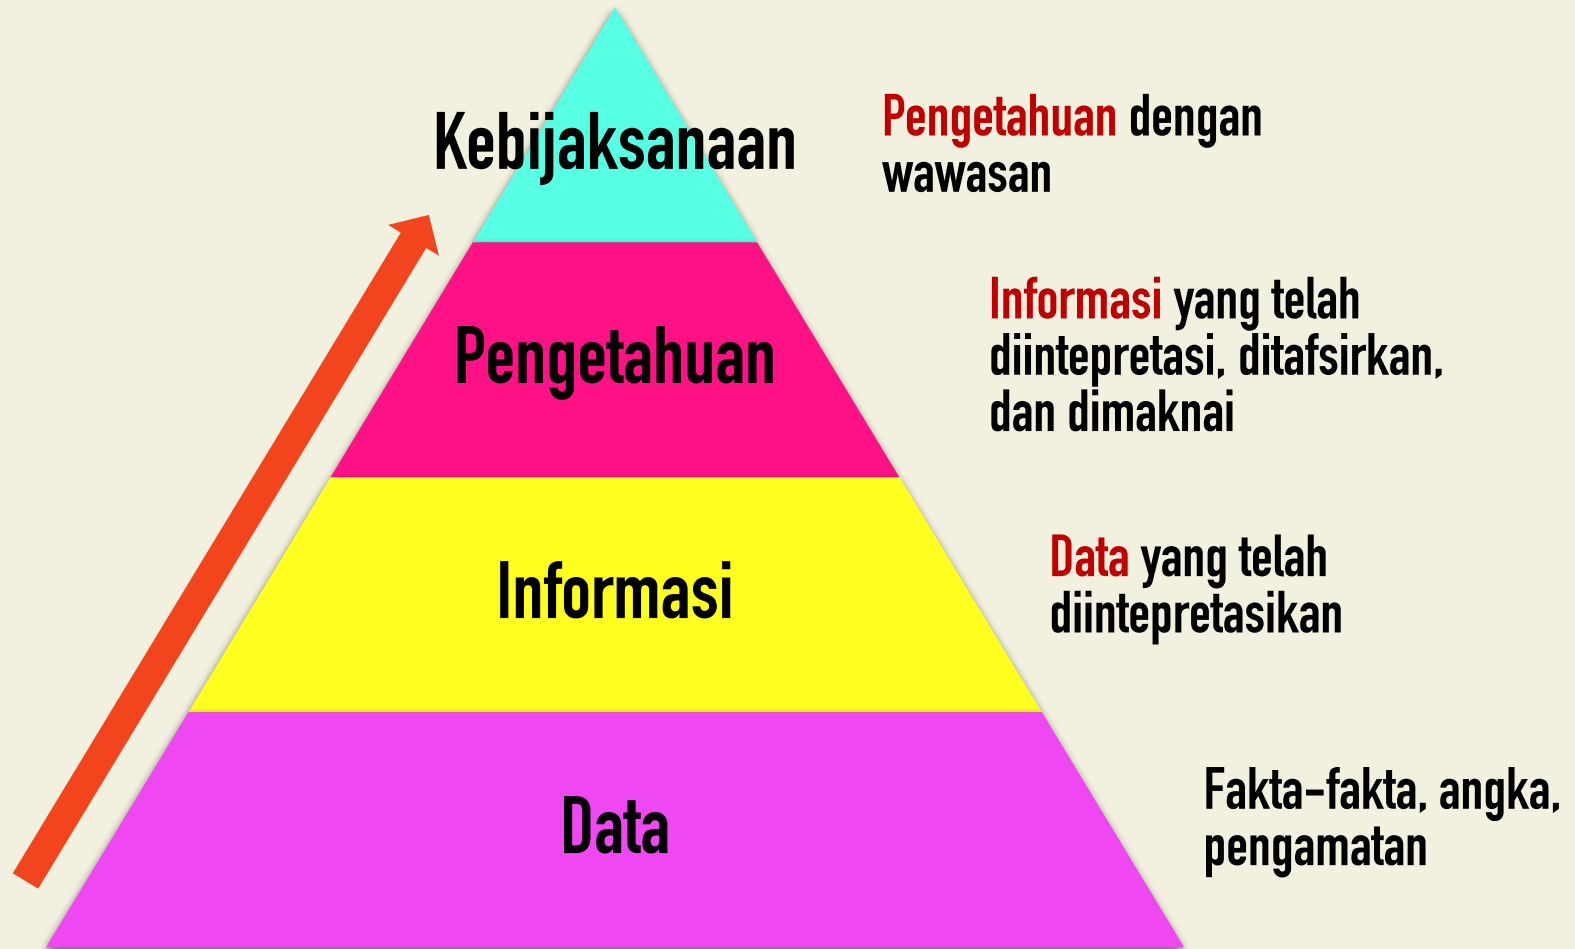 Kebijaksanaan
Pengetahuan dengan
wawasan
Pengetahuan
Informasi yang telah
diintepretasi, ditafsirkan,
dan dimaknai
Informasi
Data yang telah
diintepretasikan
Data
Fakta-fakta, angka,
pengamatan